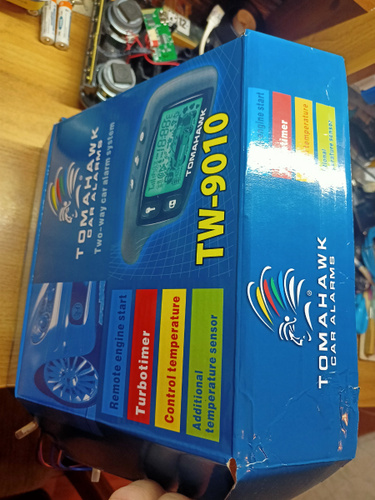 TOMAHAWK
CAR ALARMS
Two-way car alarm system
TOMAHAWK
TW-9010
Remote engine start
Turbotimer
Control temperature
Additional
temperature sensor
engine start
timer
temperature
TOMAHAWK
CAR ALARMS
®